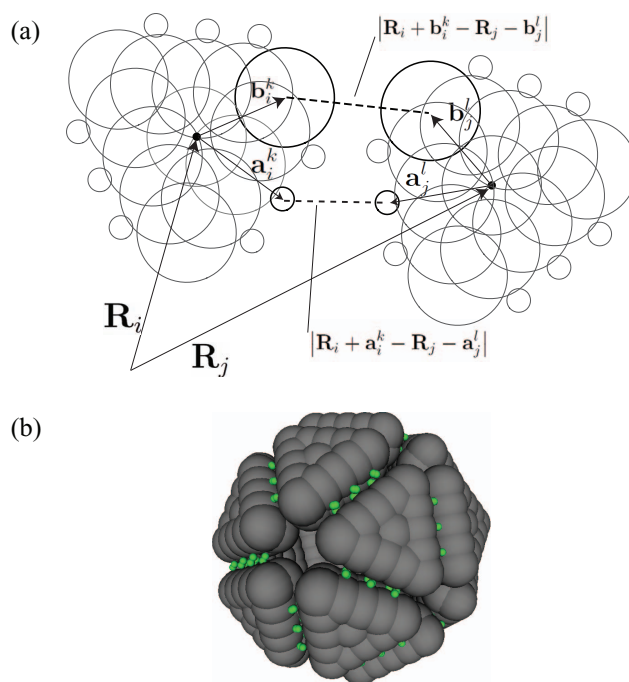 (a)
|R_i + b_i^k − R_j − b_j^l|
b_i^k
b_j^l
a_i^k
a_j^l
R_i
R_j
|R_i + a_i^k − R_j − a_j^l|
(b)